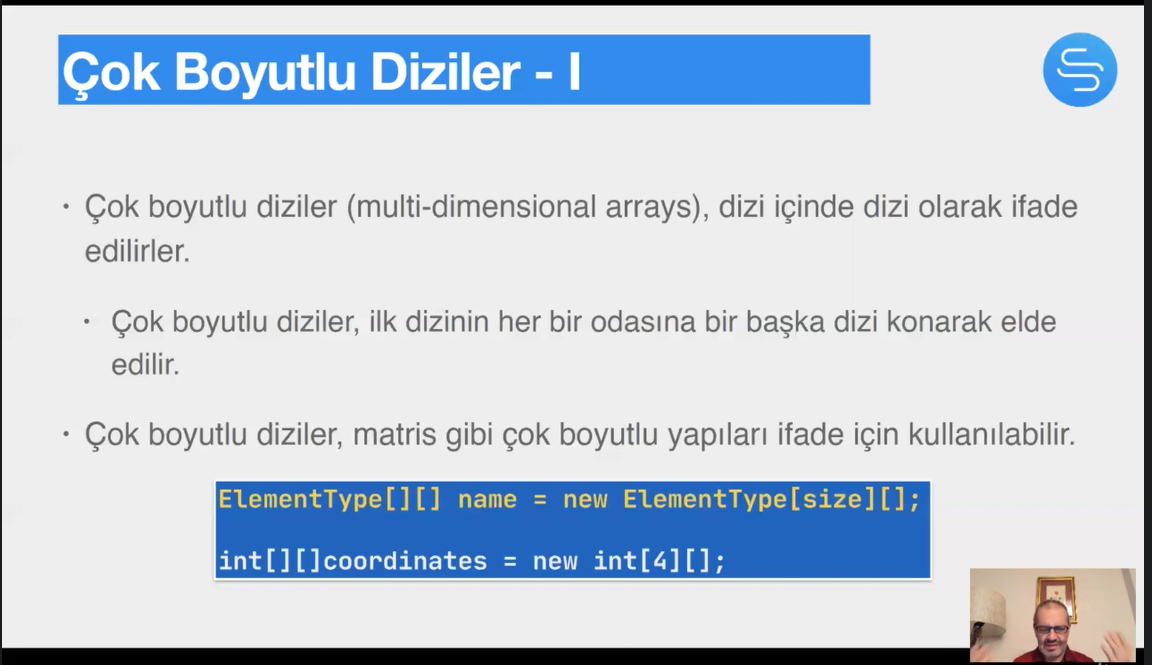 Çok Boyutlu Diziler - I
• Çok boyutlu diziler (multi-dimensional arrays), dizi içinde dizi olarak ifade
edilirler.
• Çok boyutlu diziler, ilk dizinin her bir odasına bir başka dizi konarak elde
edilir.
• Çok boyutlu diziler, matris gibi çok boyutlu yapıları ifade için kullanılabilir.
ElementType[][] name = new ElementType[size][];
int[][]coordinates = new int[4][];